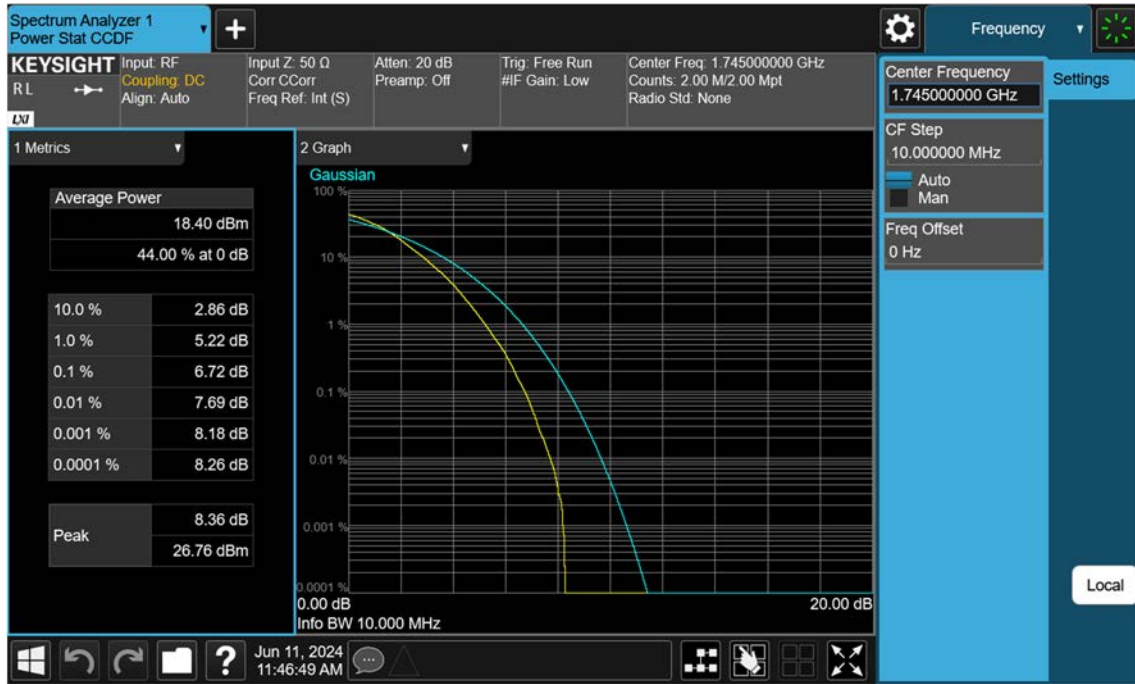 Spectrum Analyzer 1
Power Stat CCDF
+
Frequency
KEYSIGHT
RL
LXI
Input: RF
Coupling: DC
Align: Auto
Input Z: 50 Ω
Corr CCorr
Freq Ref: Int (S)
Atten: 20 dB
Preamp: Off
Trig: Free Run
#IF Gain: Low
Center Freq: 1.745000000 GHz
Counts: 2.00 M/2.00 Mpt
Radio Std: None
Center Frequency
1.745000000 GHz
Settings
CF Step
10.000000 MHz
Auto
Man
Freq Offset
0 Hz
Local
1 Metrics
Average Power
18.40 dBm
44.00 % at 0 dB
10.0 % 2.86 dB
1.0 % 5.22 dB
0.1 % 6.72 dB
0.01 % 7.69 dB
0.001 % 8.18 dB
0.0001 % 8.26 dB
Peak
8.36 dB
26.76 dBm
2 Graph
Gaussian
100 %
10 %
1 %
0.1 %
0.01 %
0.001 %
0.0001 %
0.00 dB 20.00 dB
Info BW 10.000 MHz
?
Jun 11, 2024
11:46:49 AM